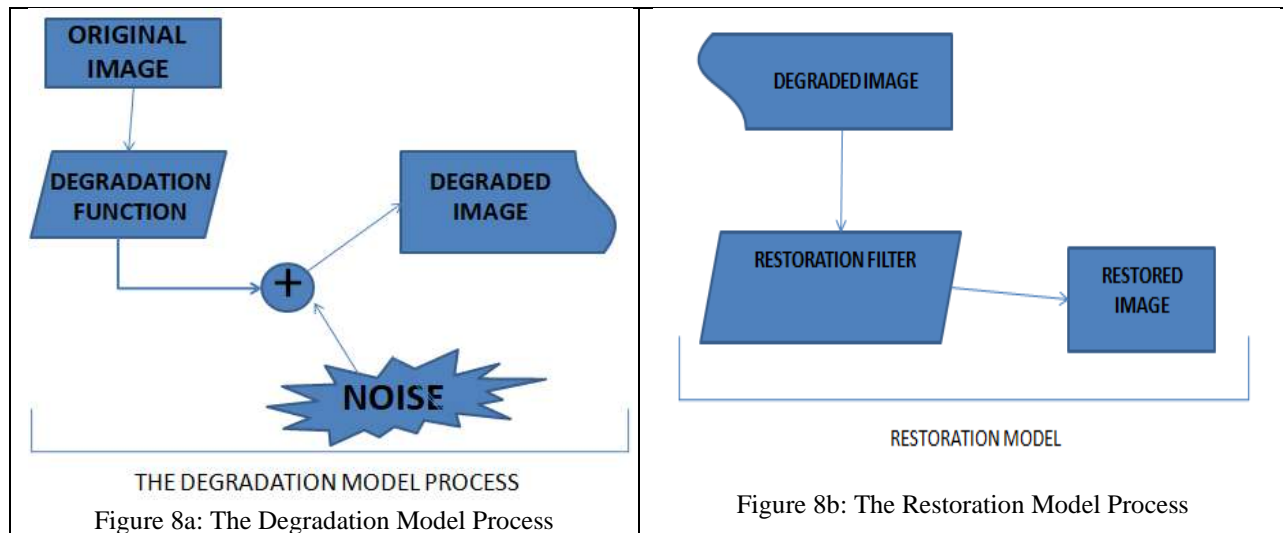 ORIGINAL
IMAGE
DEGRADATION
FUNCTION
DEGRADED
IMAGE
+
NOISE
THE DEGRADATION MODEL PROCESS
Figure 8a: The Degradation Model Process
DEGRADED IMAGE
RESTORATION FILTER
RESTORED
IMAGE
RESTORATION MODEL
Figure 8b: The Restoration Model Process